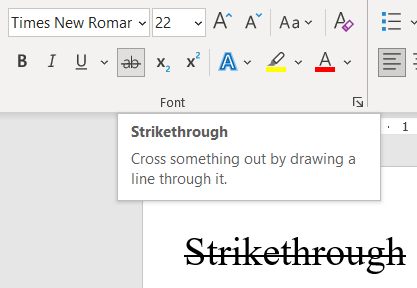 Times New Romar 22 A A Aa A
B I U ab x2 x2 A A
Font
Strikethrough
Cross something out by drawing a
line through it.
1
Strikethrough